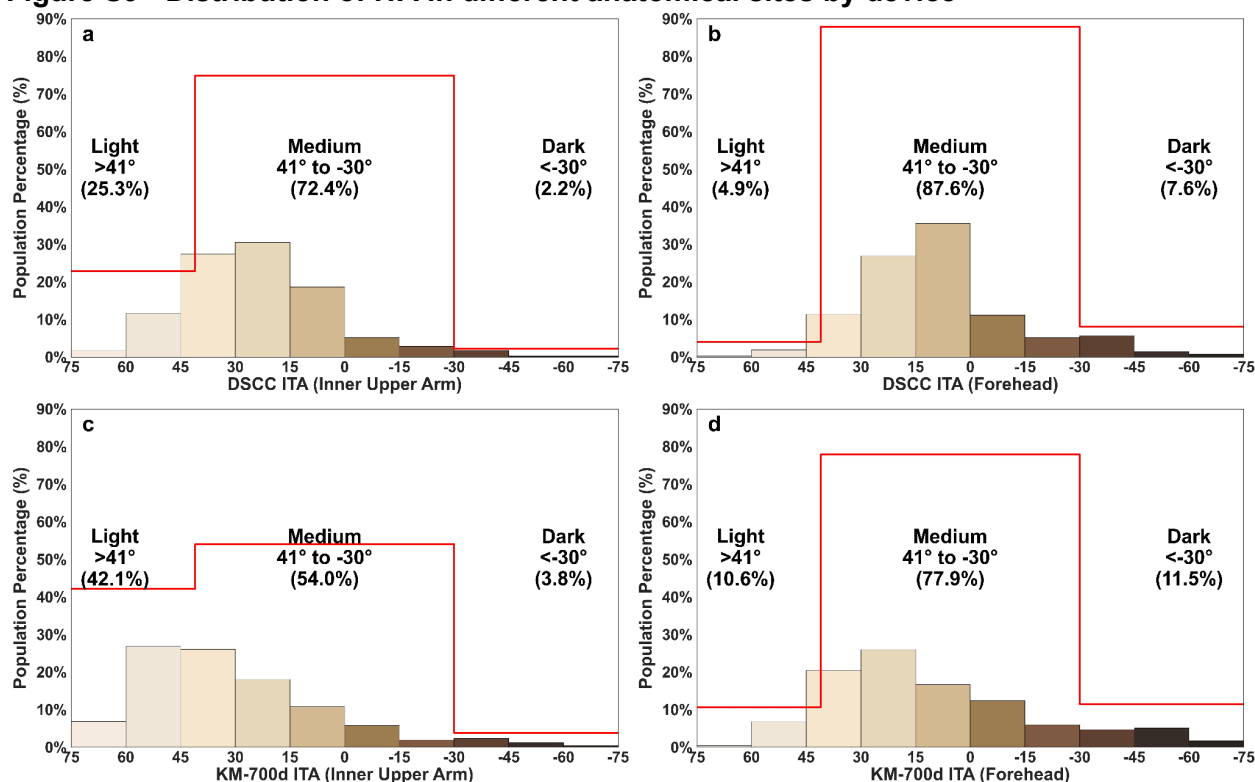 a
90%
80%
70%
60%
50%
40%
30%
20%
10%
0%
Population Percentage (%)
Light
>41°
(25.3%)
Medium
41° to -30°
(72.4%)
Dark
<-30°
(2.2%)
75 60 45 30 15 0 -15 -30 -45 -60 -75
DSCC ITA (Inner Upper Arm)
b
90%
80%
70%
60%
50%
40%
30%
20%
10%
0%
Population Percentage (%)
Light
>41°
(4.9%)
Medium
41° to -30°
(87.6%)
Dark
<-30°
(7.6%)
75 60 45 30 15 0 -15 -30 -45 -60 -75
DSCC ITA (Forehead)
c
90%
80%
70%
60%
50%
40%
30%
20%
10%
0%
Population Percentage (%)
Light
>41°
(42.1%)
Medium
41° to -30°
(54.0%)
Dark
<-30°
(3.8%)
75 60 45 30 15 0 -15 -30 -45 -60 -75
KM-700d ITA (Inner Upper Arm)
d
90%
80%
70%
60%
50%
40%
30%
20%
10%
0%
Population Percentage (%)
Light
>41°
(10.6%)
Medium
41° to -30°
(77.9%)
Dark
<-30°
(11.5%)
75 60 45 30 15 0 -15 -30 -45 -60 -75
KM-700d ITA (Forehead)